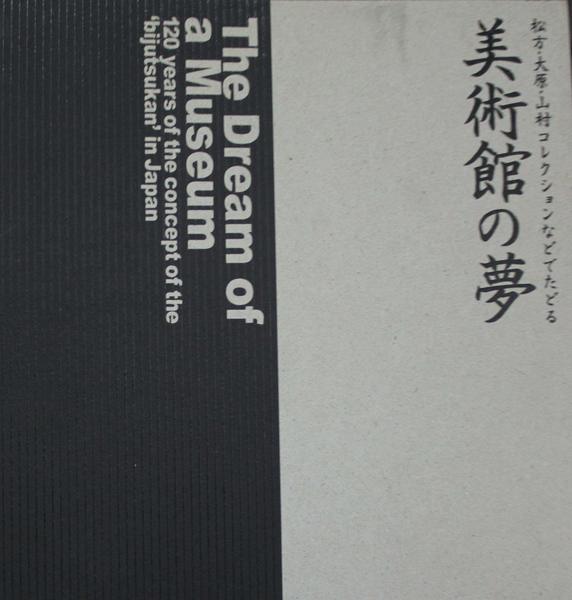 松方・大原・山村コレクションなどでたどる
美術館の夢
The Dream of
a Museum
120 years of the concept of the
'bijutsukan' in Japan